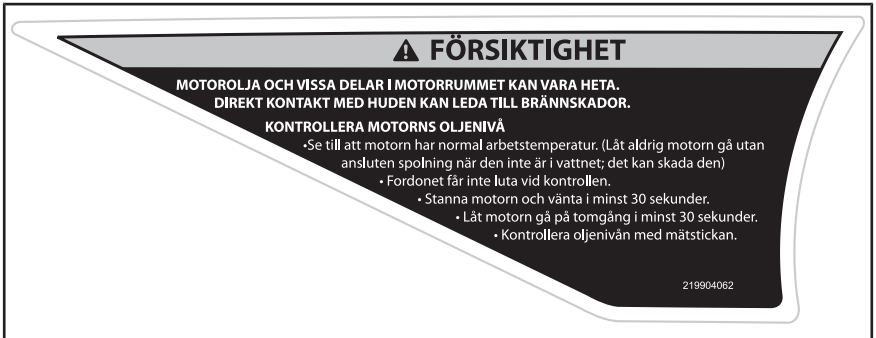 FÖRSIKTIGHET
MOTOROLJA OCH VISSA DELAR I MOTORRUMMET KAN VARA HETA.
DIREKT KONTAKT MED HUDEN KAN LEDA TILL BRÄNNSKADOR.
KONTROLLERA MOTORNS OLJENIVÅ
•Se till att motorn har normal arbetstemperatur. (Låt aldrig motorn gå utan
ansluten spolning när den inte är i vattnet; det kan skada den)
• Fordonet får inte luta vid kontrollen.
• Stanna motorn och vänta i minst 30 sekunder.
• Låt motorn gå på tomgång i minst 30 sekunder.
• Kontrollera oljenivån med mätstickan.
219904062